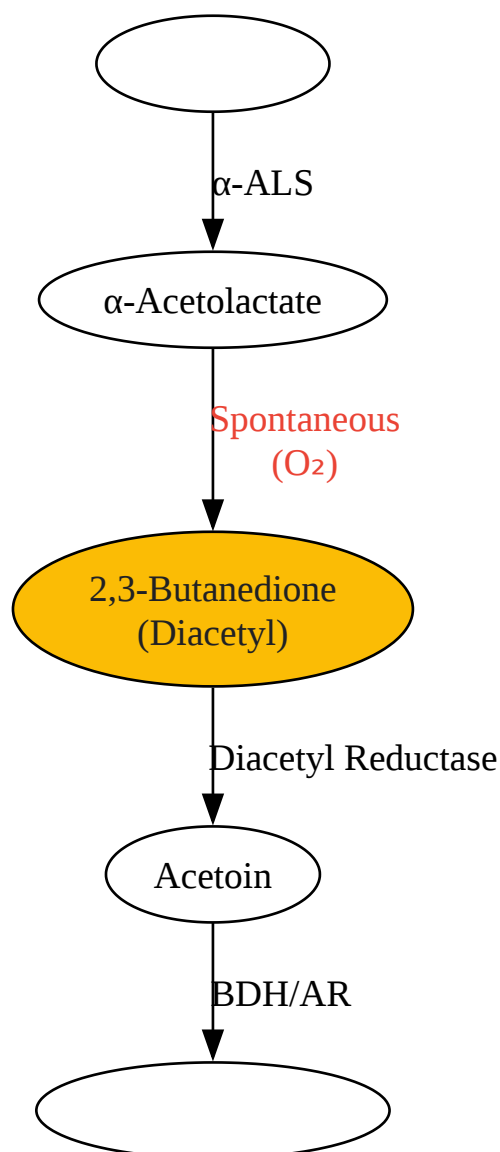 α-ALS
α-Acetolactate
Spontaneous
(O₂)
2,3-Butanedione
(Diacetyl)
Diacetyl Reductase
Acetoin
BDH/AR